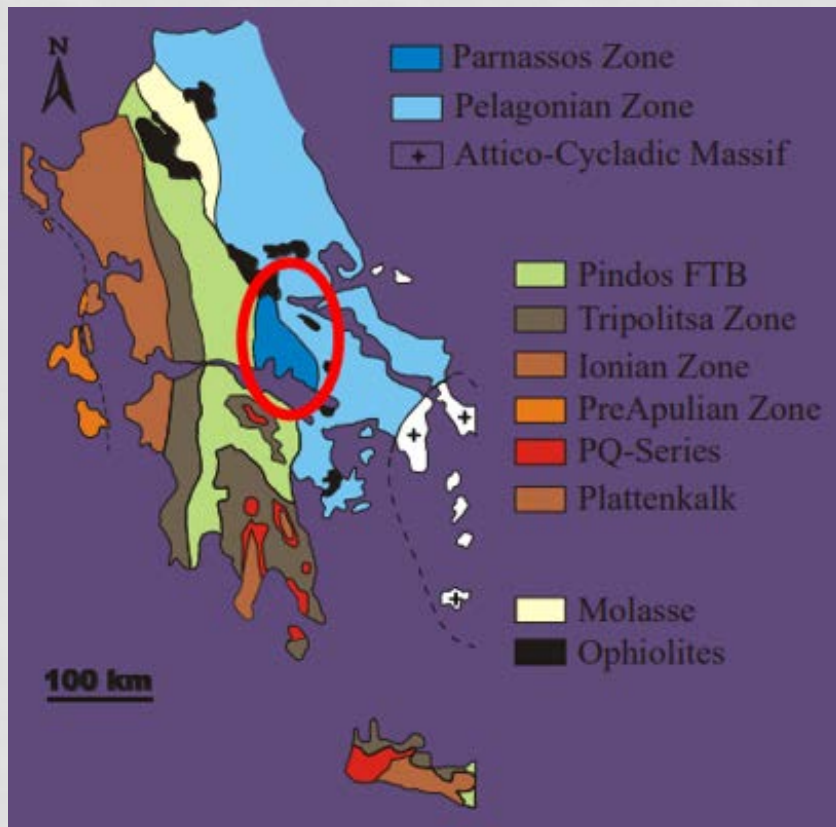 N
Parnassos Zone
Pelagonian Zone
Attico-Cycladic Massif
Pindos FTB
Tripolitsa Zone
Ionian Zone
PreApulian Zone
PQ-Series
Plattenkalk
Molasse
Ophiolites
100 km